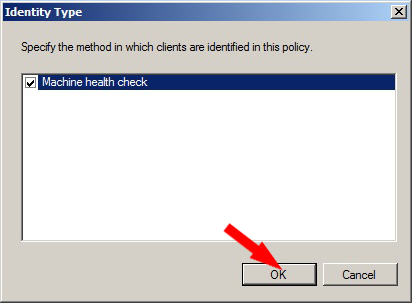 Identity Type
Specify the method in which clients are identified in this policy.
Machine health check
OK
Cancel